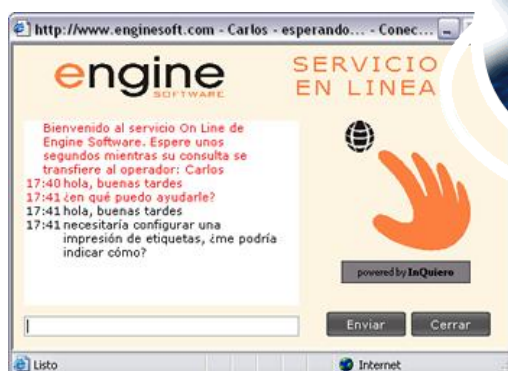 http://www.enginesoft.com - Carlos - esperando... - Conec...
engine
SOFTWARE
SERVICIO
EN LINEA
Bienvenido al servicio On Line de
Engine Software. Espere unos
segundos mientras su consulta se
transfiere al operador: Carlos
17:40 hola, buenas tardes
17:41 ¿en qué puedo ayudarle?
17:41 hola, buenas tardes
17:41 necesitaría configurar una
impresión de etiquetas, ¿me podría
indicar cómo?
powered by InQuiero
Enviar
Cerrar
Listo
Internet